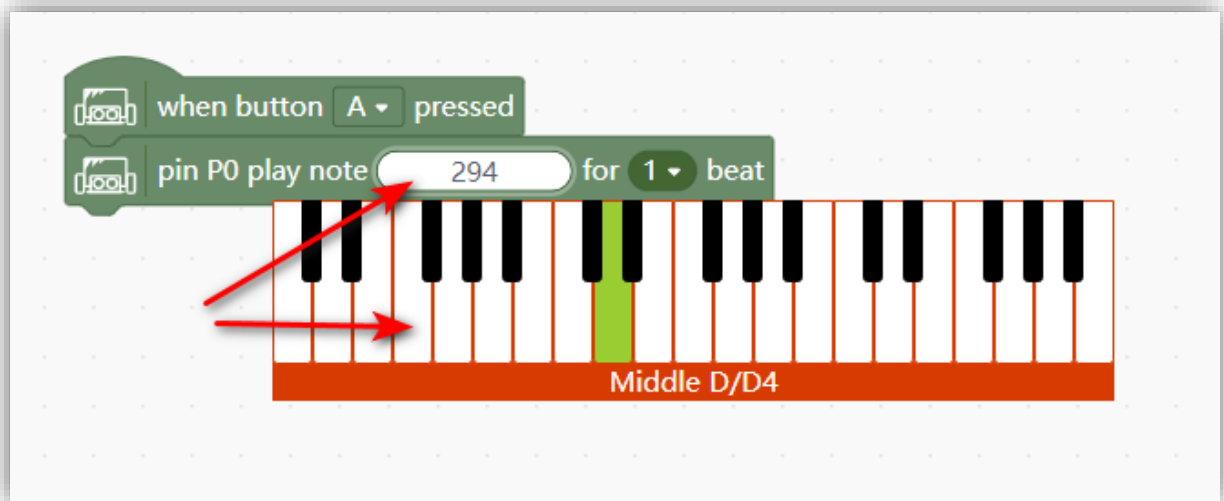 when button A pressed
pin P0 play note 294 for 1 beat
Middle D/D4